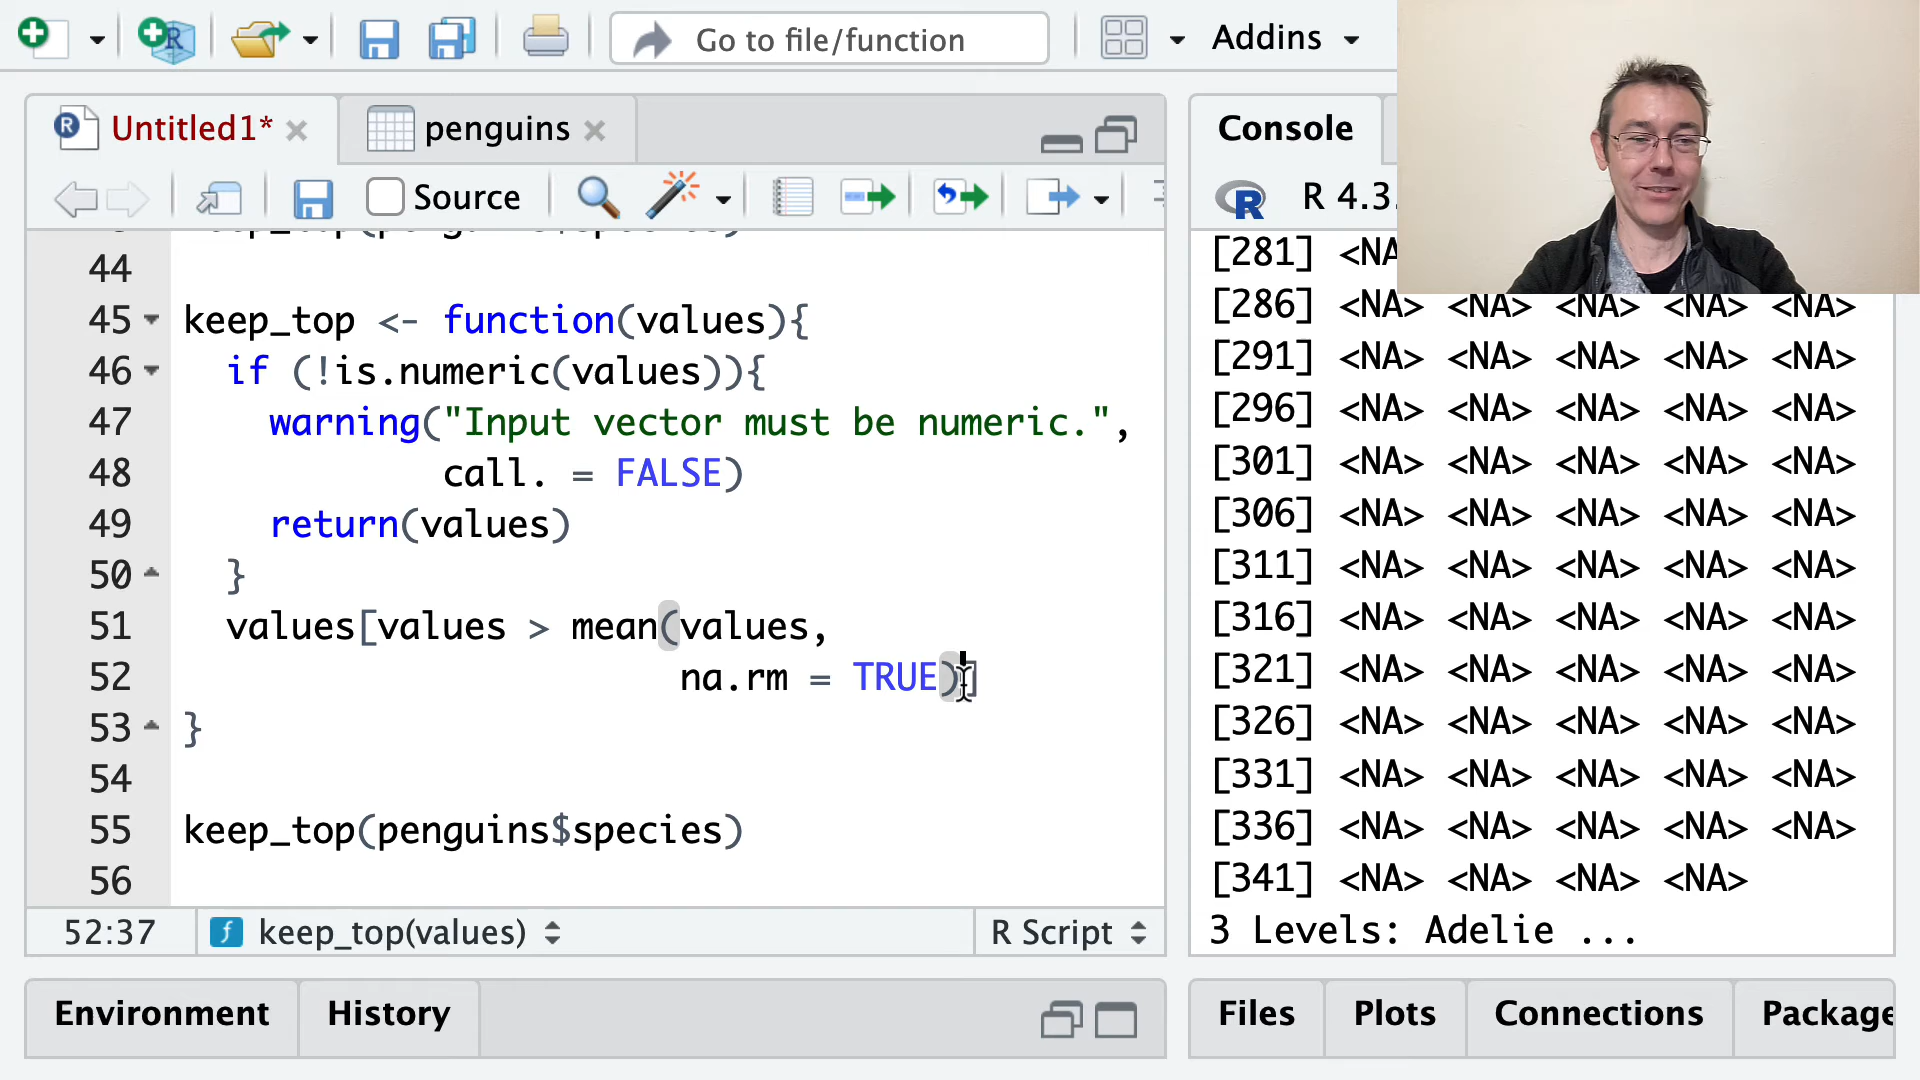 Go to file/function
Addins
Untitled1*
penguins
Source
44
45 keep_top <- function(values){
46 if (!is.numeric(values)){
47 warning("Input vector must be numeric.",
48 call. = FALSE)
49 return(values)
50 }
51 values[values > mean(values,
52 na.rm = TRUE)]
53 }
54
55 keep_top(penguins$species)
56
52:37
keep_top(values)
R Script
Environment
History
Console
R 4.3.
[281] <NA
[286] <NA> <NA> <NA> <NA> <NA>
[291] <NA> <NA> <NA> <NA> <NA>
[296] <NA> <NA> <NA> <NA> <NA>
[301] <NA> <NA> <NA> <NA> <NA>
[306] <NA> <NA> <NA> <NA> <NA>
[311] <NA> <NA> <NA> <NA> <NA>
[316] <NA> <NA> <NA> <NA> <NA>
[321] <NA> <NA> <NA> <NA> <NA>
[326] <NA> <NA> <NA> <NA> <NA>
[331] <NA> <NA> <NA> <NA> <NA>
[336] <NA> <NA> <NA> <NA> <NA>
[341] <NA> <NA> <NA> <NA>
3 Levels: Adelie ...
Files
Plots
Connections
Package